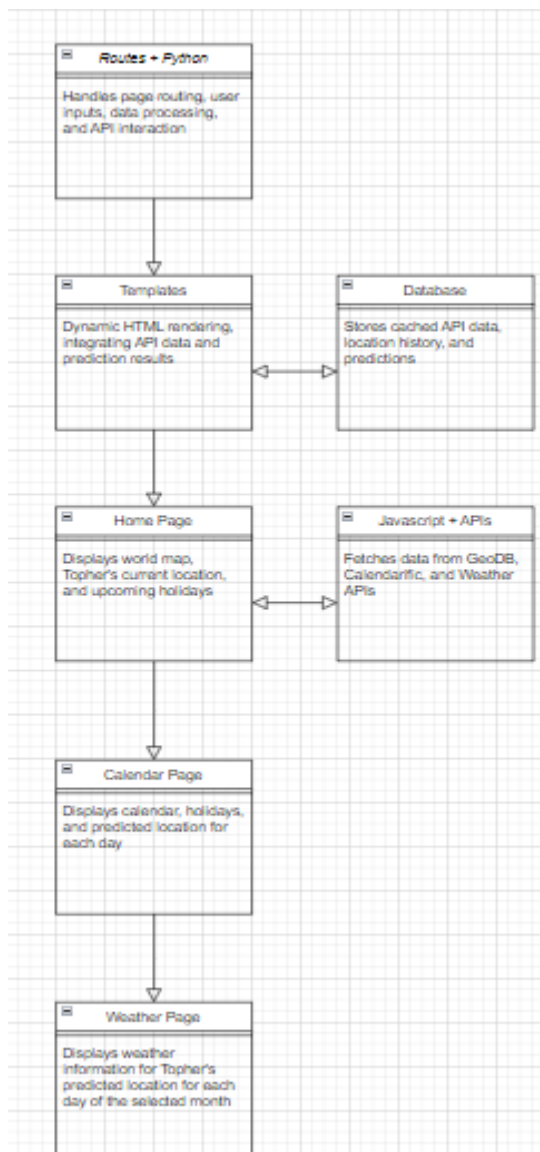 Routes + Python
Handles page routing, user
inputs, data processing,
and API interaction
Templates
Dynamic HTML rendering,
integrating API data and
prediction results
Database
Stores cached API data,
location history, and
predictions
Home Page
Displays world map,
Topher's current location,
and upcoming holidays
Javascript + APIs
Fetches data from GeoDB,
Calendarific, and Weather
APIs
Calendar Page
Displays calendar, holidays,
and predicted location for
each day
Weather Page
Displays weather
information for Topher's
predicted location for each
day of the selected month